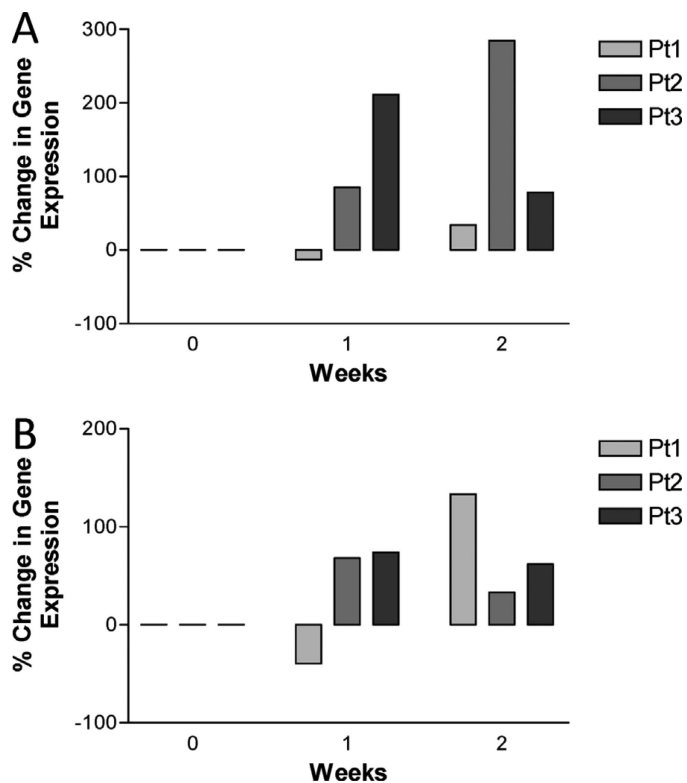 A
% Change in Gene
Expression
300
200
100
0
-100
0
1
2
Weeks
Pt1
Pt2
Pt3
B
% Change in Gene
Expression
200
100
0
-100
0
1
2
Weeks
Pt1
Pt2
Pt3